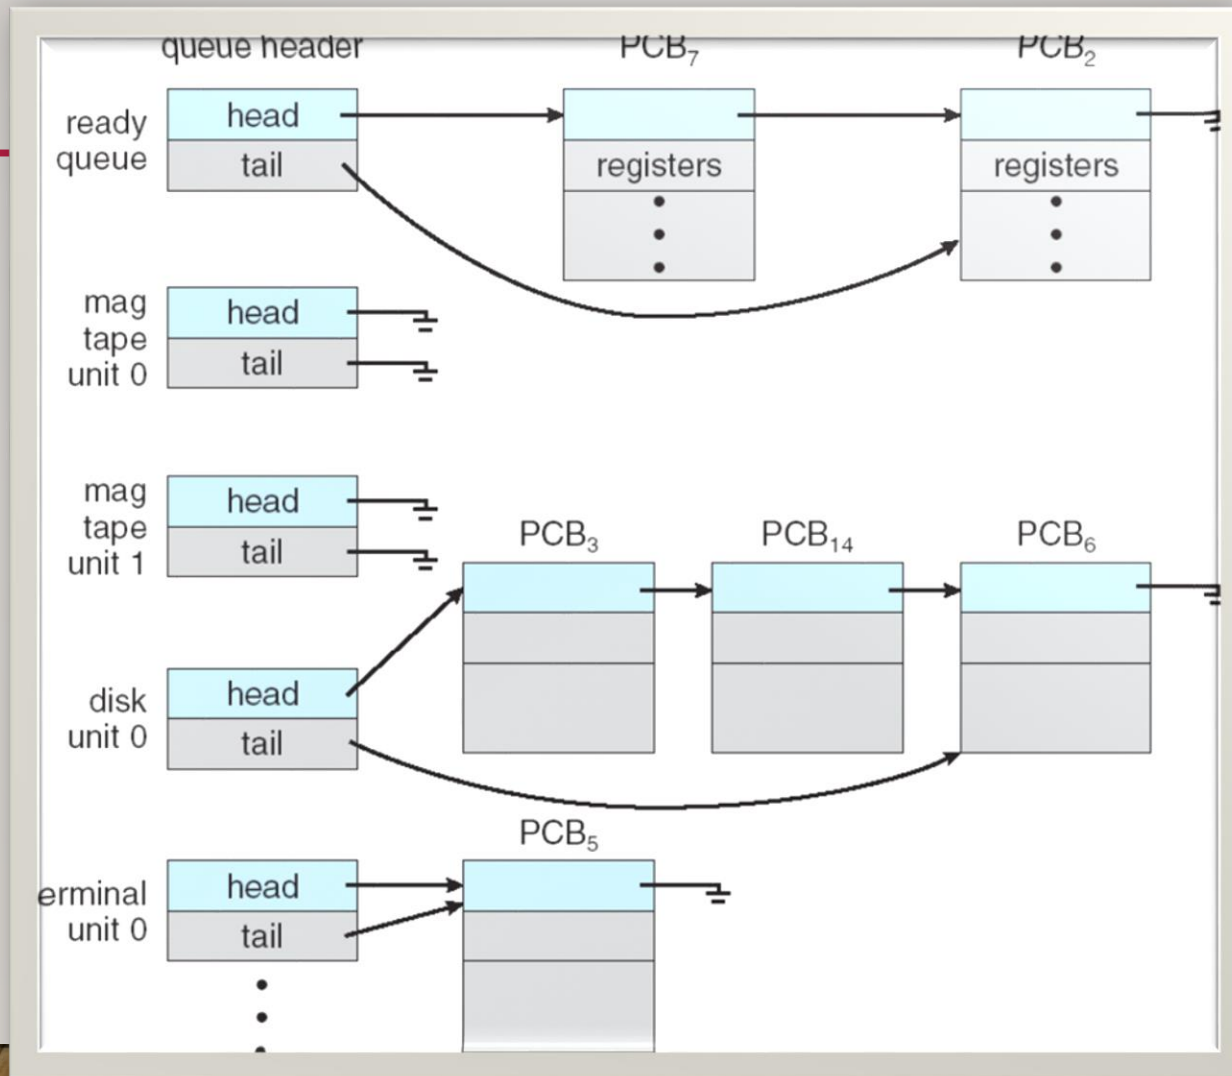 queue header
PCB₇
PCB₂
ready
queue
head
tail
registers
registers
mag
tape
unit 0
head
tail
mag
tape
unit 1
head
tail
PCB₃
PCB₁₄
PCB₆
disk
unit 0
head
tail
PCB₅
erminal
unit 0
head
tail